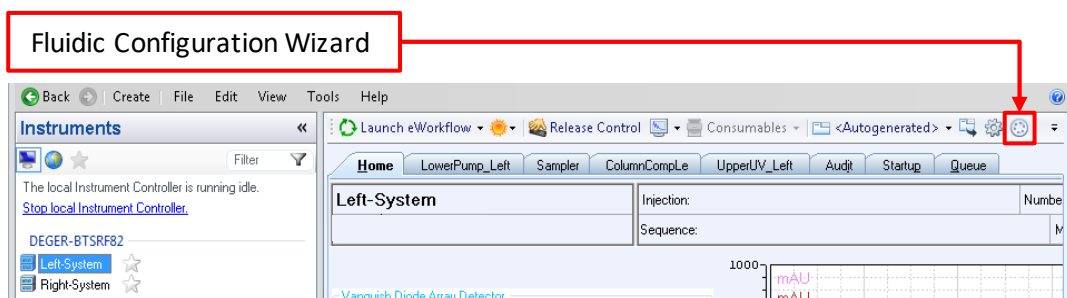 Fluidic Configuration Wizard
Back Create File Edit View Tools Help
Instruments «
Launch eWorkflow Release Control Consumables <Autogenerated>
Filter
Home LowerPump_Left Sampler ColumnCompLe UpperUV_Left Audit Startup Queue
The local Instrument Controller is running idle.
Stop local Instrument Controller.
Left-System Injection: Numbe
Sequence: M
DEGER-BTSRF82
Left-System
Right-System
1000
mAU
mAU
Vanquish Diode Array Detector